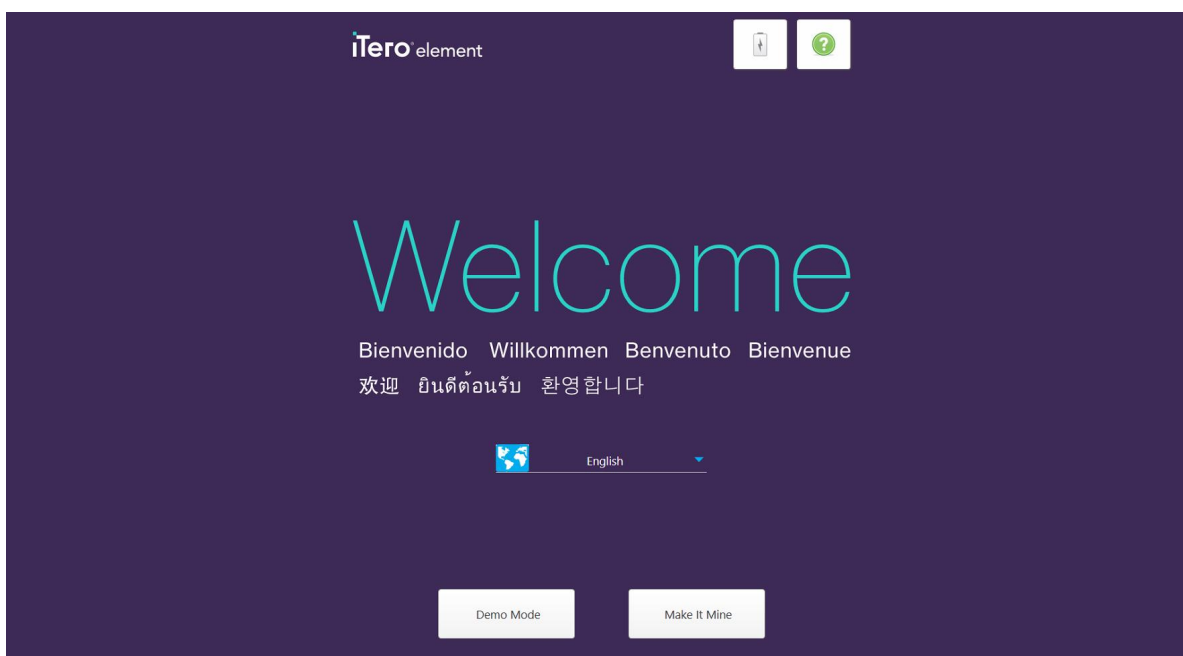 iTero element
?
Welcome
Bienvenido Willkommen Benvenuto Bienvenue
欢迎 ยินดีต้อนรับ 환영합니다
English
Demo Mode Make It Mine